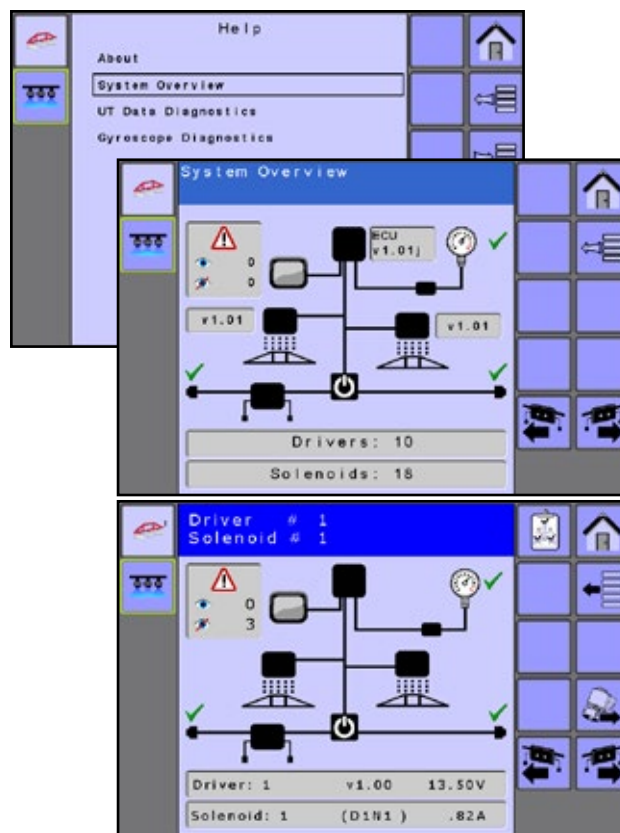 Help
About
System Overview
UT Data Diagnostics
Gyroscope Diagnostics
System Overview
ECU
v1.01j
0
0
v1.01
v1.01
Drivers: 10
Solenoids: 18
Driver # 1
Solenoid # 1
0
3
Driver: 1 v1.00 13.50V
Solenoid: 1 (D1N1 ) .82A